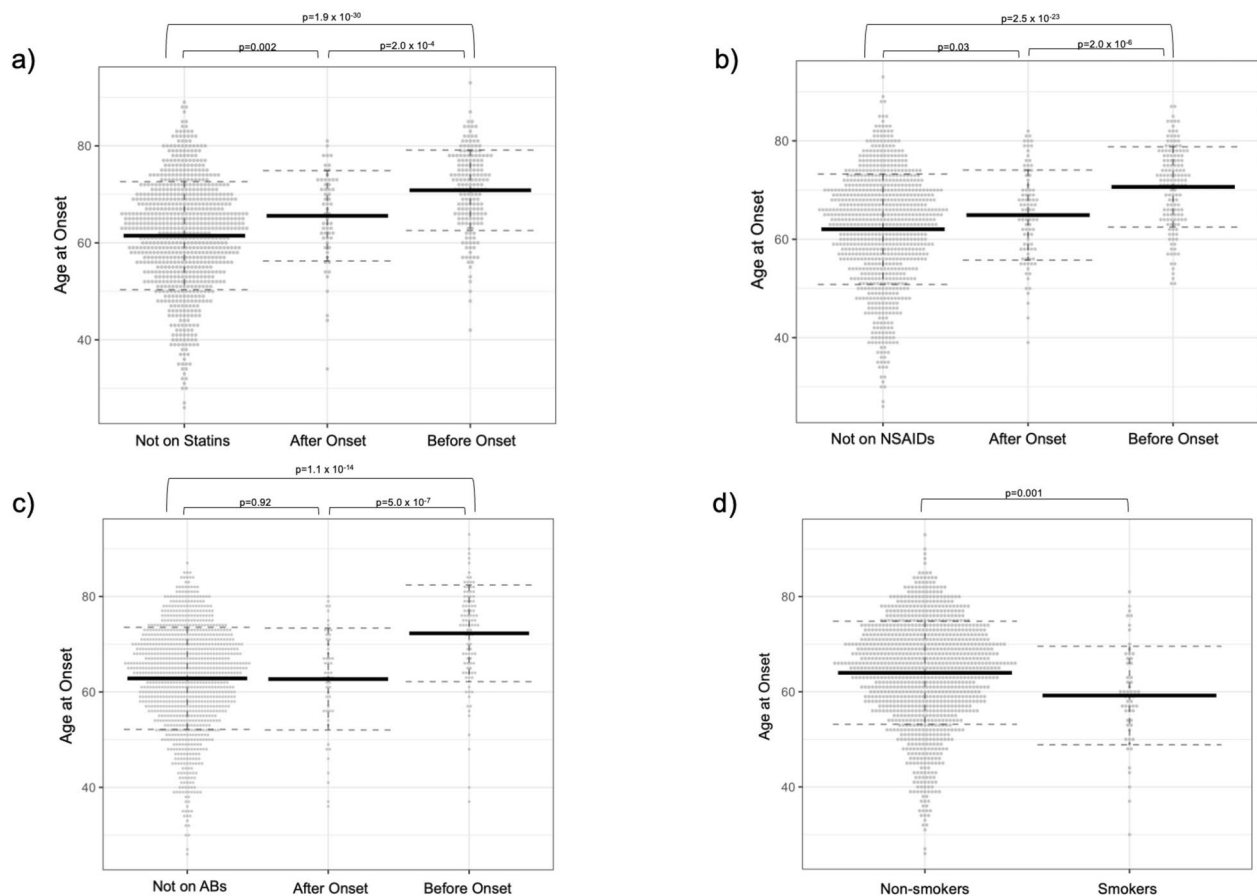 p=1.9 x 10-30
p=0.002
p=2.0 x 10-4
a)
Age at Onset
80
60
40
Not on Statins
After Onset
Before Onset
p=2.5 x 10-23
p=0.03
p=2.0 x 10-6
b)
Age at Onset
80
60
40
Not on NSAIDs
After Onset
Before Onset
p=1.1 x 10-14
p=0.92
p=5.0 x 10-7
c)
Age at Onset
80
60
40
Not on ABs
After Onset
Before Onset
p=0.001
d)
Age at Onset
80
60
40
Non-smokers
Smokers